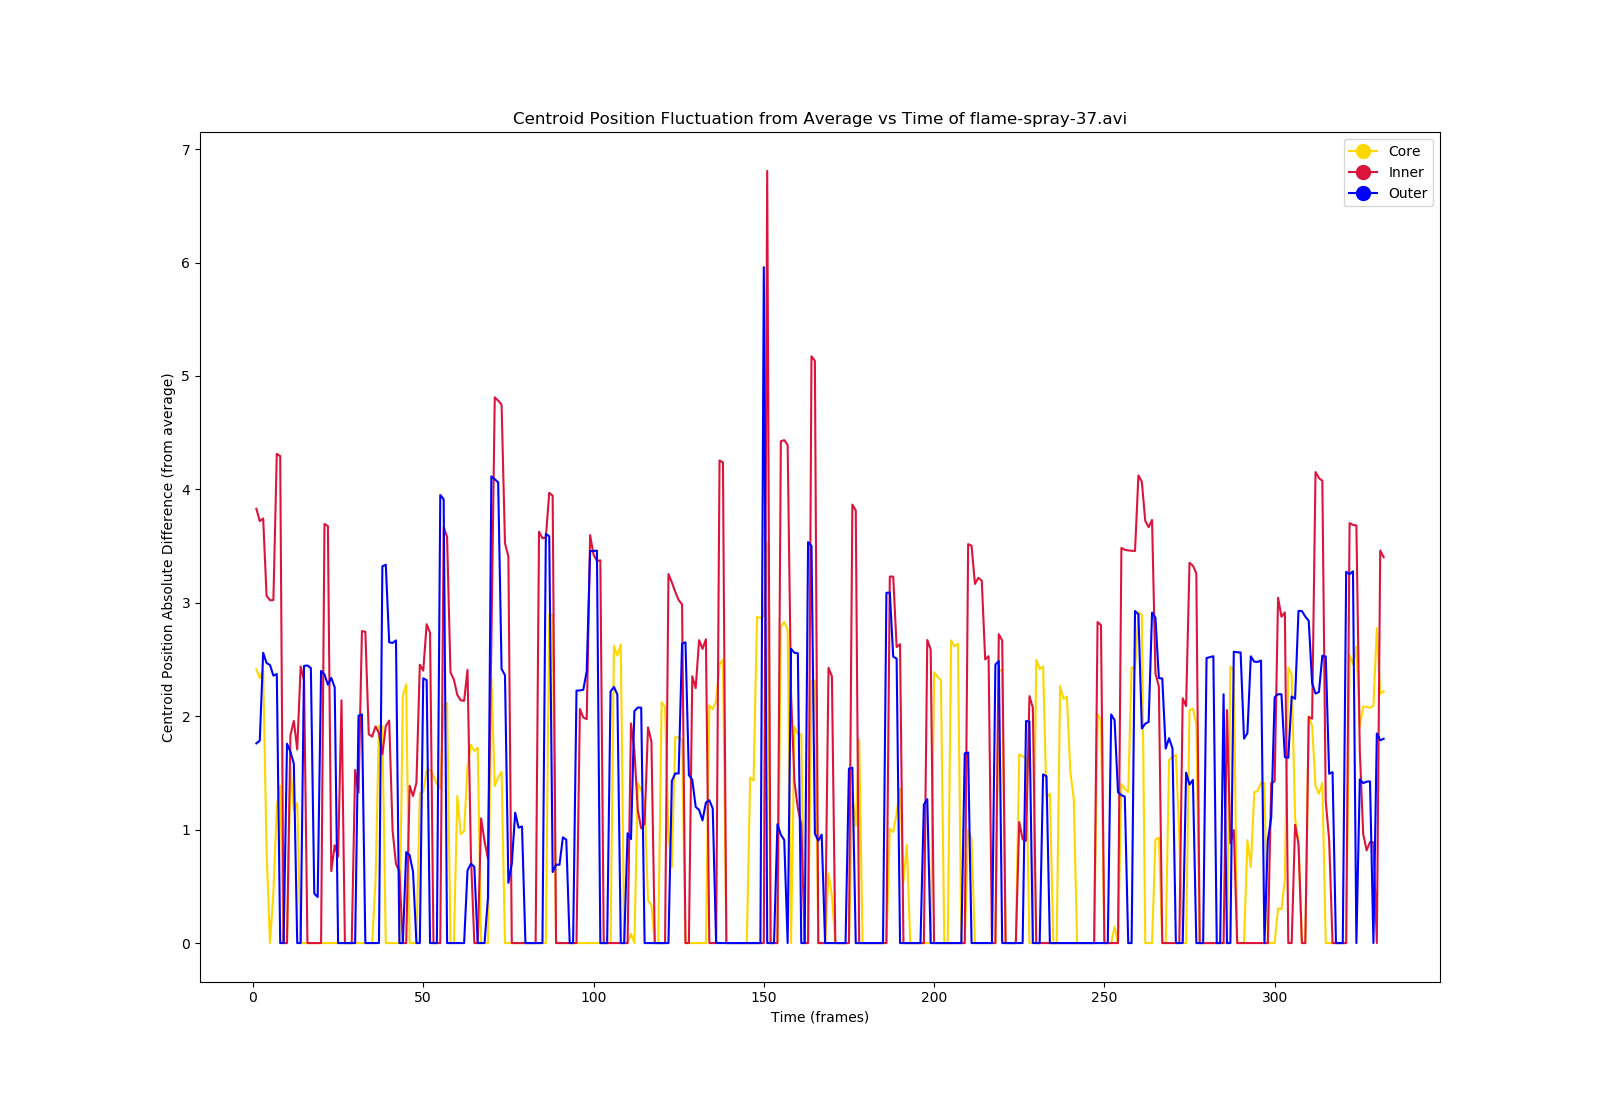 Centroid Position Fluctuation from Average vs Time of flame-spray-37.avi
Core
Inner
Outer
Centroid Position Absolute Difference (from average)
7
6
5
4
3
2
1
0
0 50 100 150 200 250 300
Time (frames)